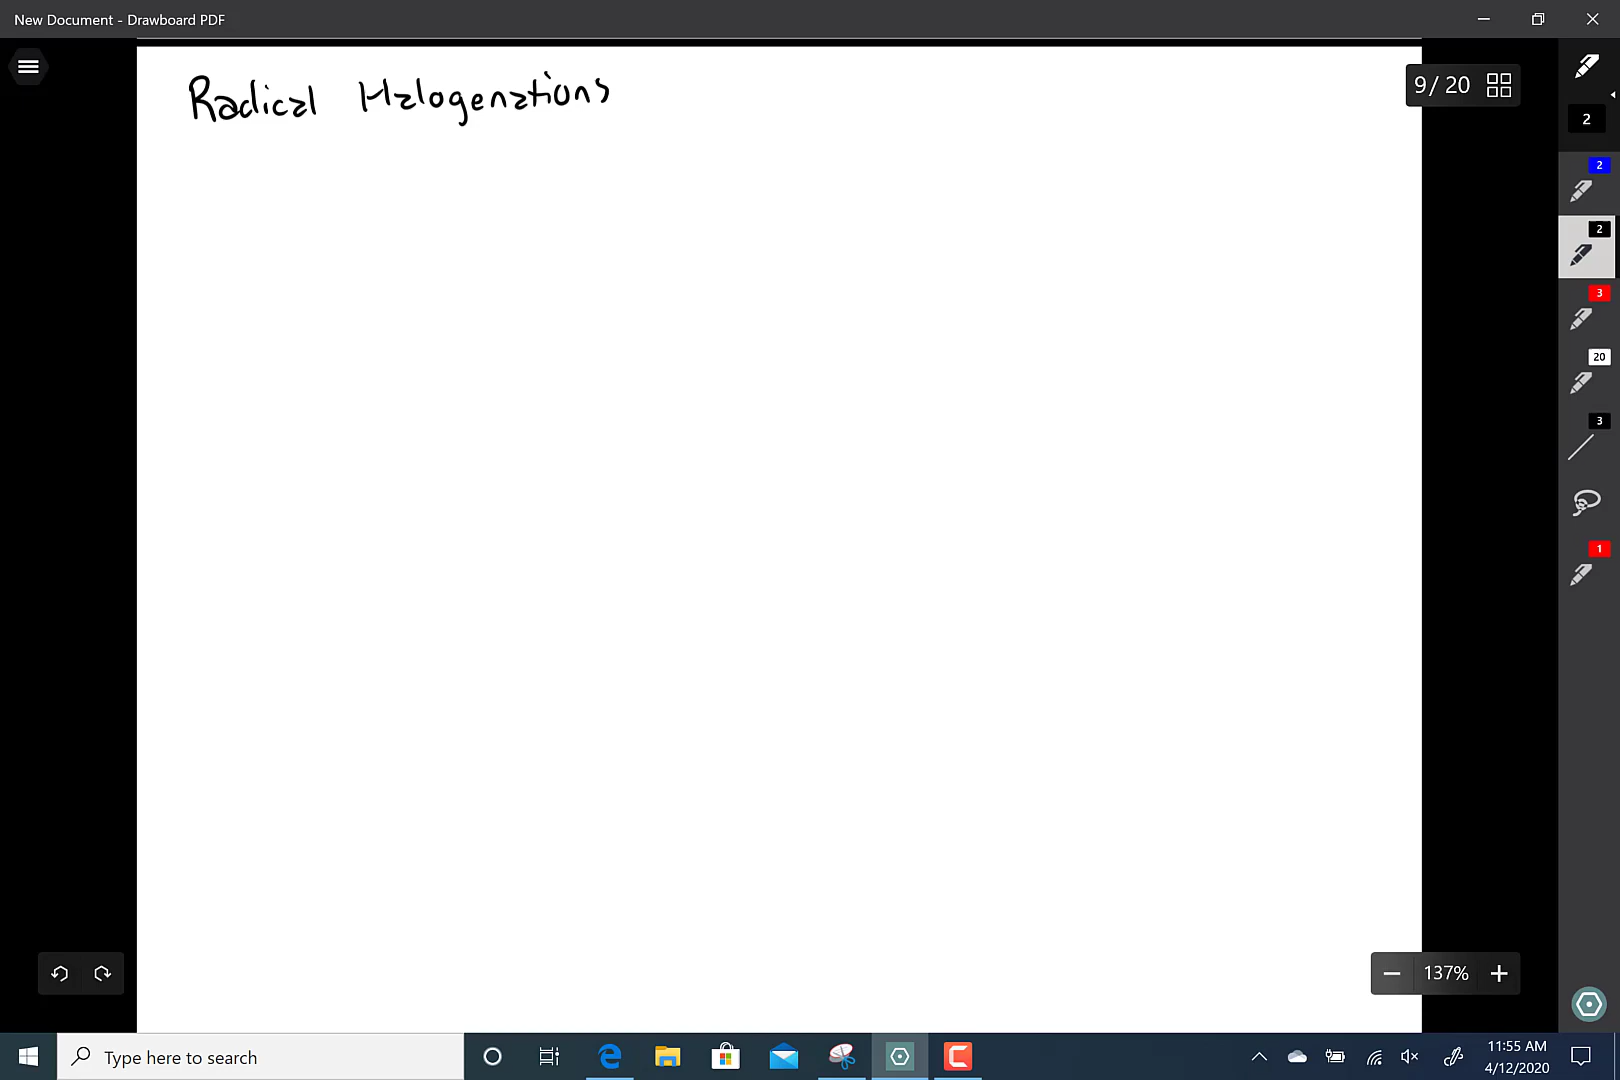 New Document - Drawboard PDF
Radical Halogenations
9/ 20
2
2
2
3
20
3
1
137%
Type here to search
11:55 AM
4/12/2020